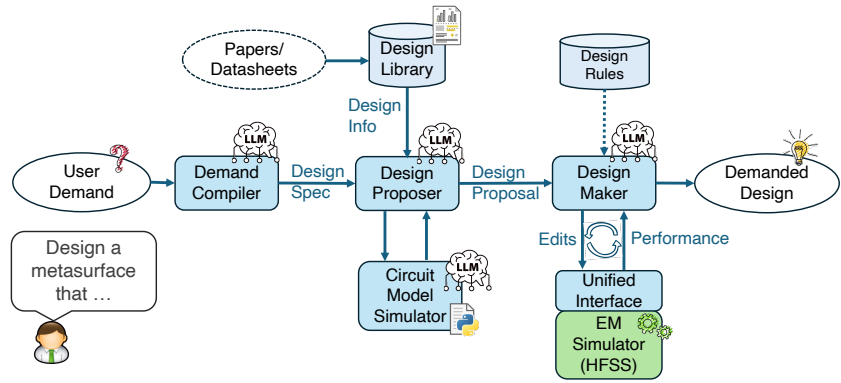 Papers/
Datasheets
Design
Library
Design
Rules
Design
Info
LLM
LLM
LLM
User
Demand
Demand
Compiler
Design
Spec
Design
Proposer
Design
Proposal
Design
Maker
Demanded
Design
Design a
metasurface
that ...
Edits
Performance
LLM
Circuit
Model
Simulator
Unified
Interface
EM
Simulator
(HFSS)